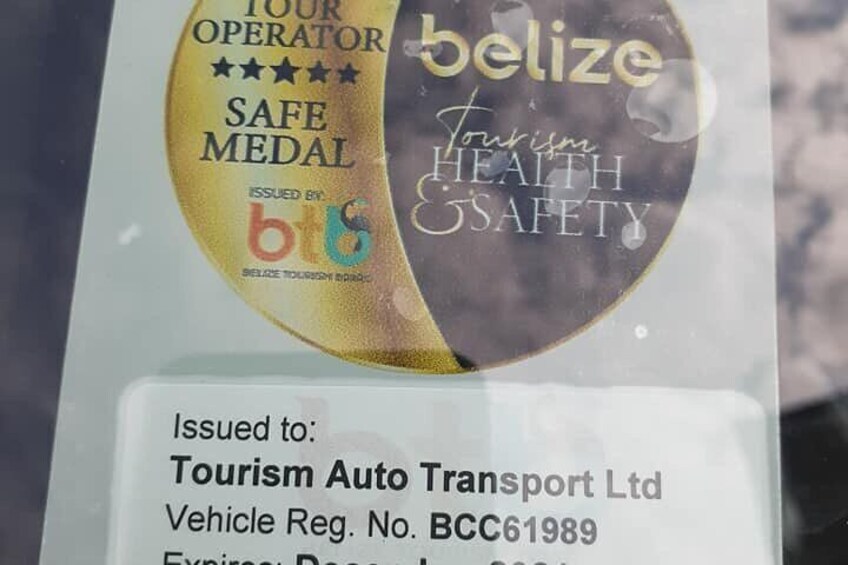 TOUR
OPERATOR
SAFE
MEDAL
ISSUED BY:
btb
BELIZE TOURISM BOARD
belize
Tourism
HEALTH
& SAFETY
Issued to:
Tourism Auto Transport Ltd
Vehicle Reg. No. BCC61989
Expires: